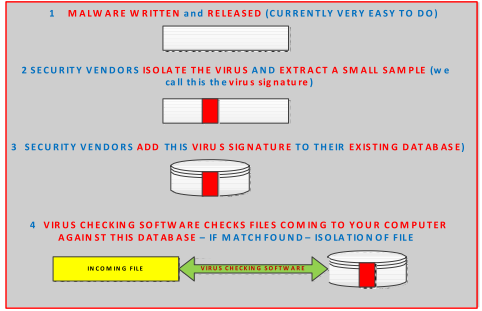 1 MALWARE WRITTEN and RELEASED (CURRENTLY VERY EASY TO DO)
2 SECURITY VENDORS ISOLATE THE VIRUS AND EXTRACT A SMALL SAMPLE (we
call this the virus signature)
3 SECURITY VENDORS ADD THIS VIRUS SIGNATURE TO THEIR EXISTING DATABASE)
4 VIRUS CHECKING SOFTWARE CHECKS FILES COMING TO YOUR COMPUTER
AGAINST THIS DATABASE – IF MATCH FOUND – ISOLATION OF FILE
INCOMING FILE
VIRUS CHECKING SOFTWARE